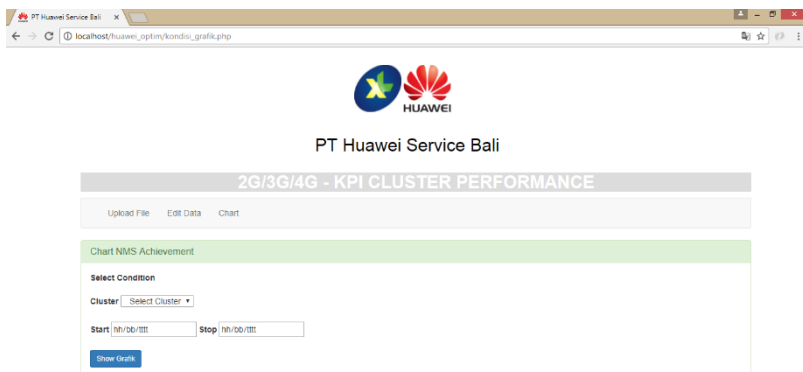 PT Huawei Service Bali
localhost/huawei_optim/kondisi_grafik.php
XL HUAWEI
PT Huawei Service Bali
2G/3G/4G - KPI CLUSTER PERFORMANCE
Upload File Edit Data Chart
Chart NMS Achievement
Select Condition
Cluster Select Cluster
Start hh/bb/tttt Stop hh/bb/tttt
Show Grafik